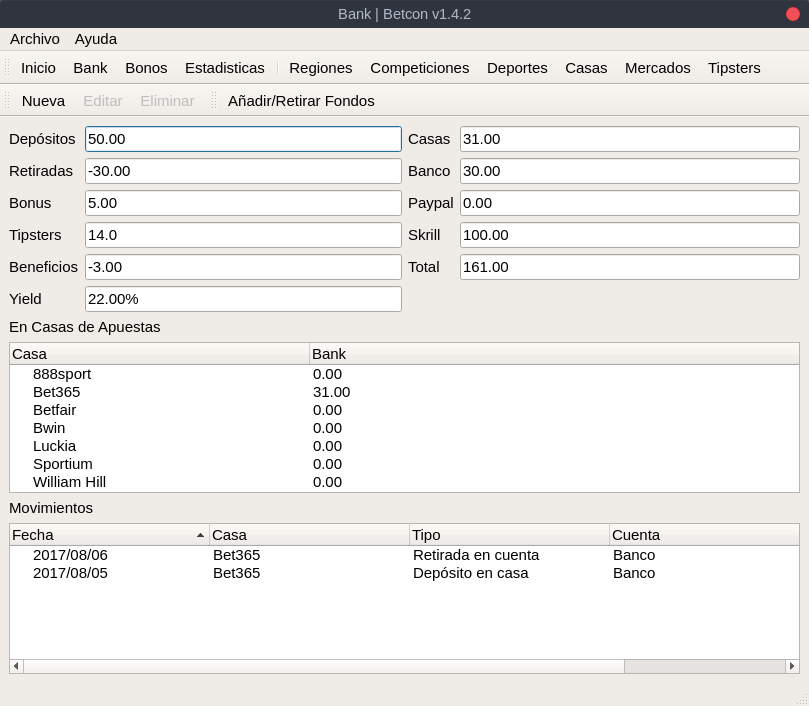 Bank | Betcon v1.4.2
Archivo Ayuda
Inicio Bank Bonos Estadisticas Regiones Competiciones Deportes Casas Mercados Tipsters
Nueva Editar Eliminar Añadir/Retirar Fondos
Depósitos 50.00 Casas 31.00
Retiradas -30.00 Banco 30.00
Bonus 5.00 Paypal 0.00
Tipsters 14.0 Skrill 100.00
Beneficios -3.00 Total 161.00
Yield 22.00%
En Casas de Apuestas
Casa Bank
888sport 0.00
Bet365 31.00
Betfair 0.00
Bwin 0.00
Luckia 0.00
Sportium 0.00
William Hill 0.00
Movimientos
Fecha Casa Tipo Cuenta
2017/08/06 Bet365 Retirada en cuenta Banco
2017/08/05 Bet365 Depósito en casa Banco